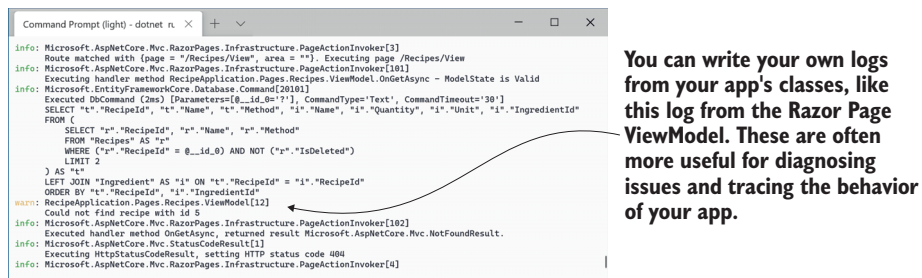 Command Prompt (light) - dotnet ru
info: Microsoft.AspNetCore.Mvc.RazorPages.Infrastructure.PageActionInvoker[3]
Route matched with {page = "/Recipes/View", area = ""}. Executing page /Recipes/View
info: Microsoft.AspNetCore.Mvc.RazorPages.Infrastructure.PageActionInvoker[101]
Executing handler method RecipeApplication.Pages.Recipes.ViewModel.OnGetAsync - ModelState is Valid
info: Microsoft.EntityFrameworkCore.Database.Command[20101]
Executed DbCommand (2ms) [Parameters=[@__id_0='?'], CommandType='Text', CommandTimeout='30']
SELECT "t"."RecipeId", "t"."Name", "t"."Method", "i"."Name", "i"."Quantity", "i"."Unit", "i"."IngredientId"
FROM (
SELECT "r"."RecipeId", "r"."Name", "r"."Method"
FROM "Recipes" AS "r"
WHERE ("r"."RecipeId" = @__id_0) AND NOT ("r"."IsDeleted")
LIMIT 2
) AS "t"
LEFT JOIN "Ingredient" AS "i" ON "t"."RecipeId" = "i"."RecipeId"
ORDER BY "t"."RecipeId", "i"."IngredientId"
warn: RecipeApplication.Pages.Recipes.ViewModel[12]
Could not find recipe with id 5
info: Microsoft.AspNetCore.Mvc.RazorPages.Infrastructure.PageActionInvoker[102]
Executed handler method OnGetAsync, returned result Microsoft.AspNetCore.Mvc.NotFoundResult.
info: Microsoft.AspNetCore.Mvc.StatusCodeResult[1]
Executing HttpStatusCodeResult, setting HTTP status code 404
info: Microsoft.AspNetCore.Mvc.RazorPages.Infrastructure.PageActionInvoker[4]
You can write your own logs
from your app's classes, like
this log from the Razor Page
ViewModel. These are often
more useful for diagnosing
issues and tracing the behavior
of your app.